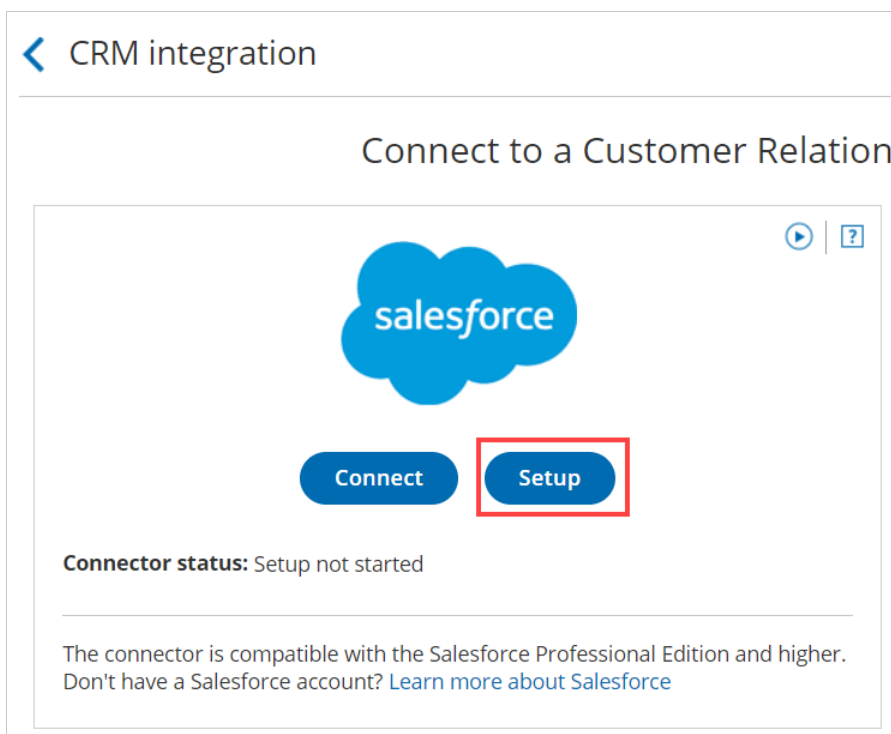 CRM integration
Connect to a Customer Relation
?
salesforce
Connect
Setup
Connector status: Setup not started
The connector is compatible with the Salesforce Professional Edition and higher.
Don't have a Salesforce account? Learn more about Salesforce